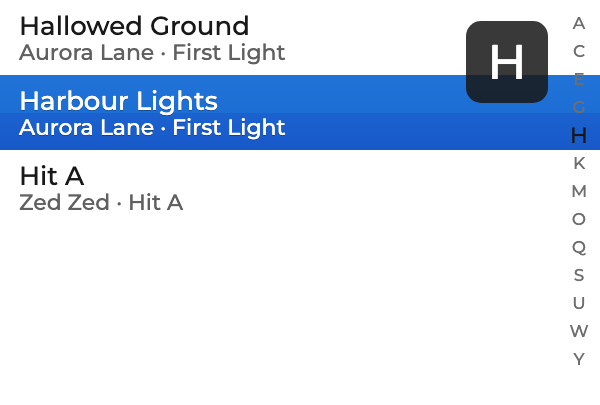 Hallowed Ground
Aurora Lane · First Light
Harbour Lights
Aurora Lane · First Light
Hit A
Zed Zed · Hit A
H
A
C
E
G
H
K
M
O
Q
S
U
W
Y